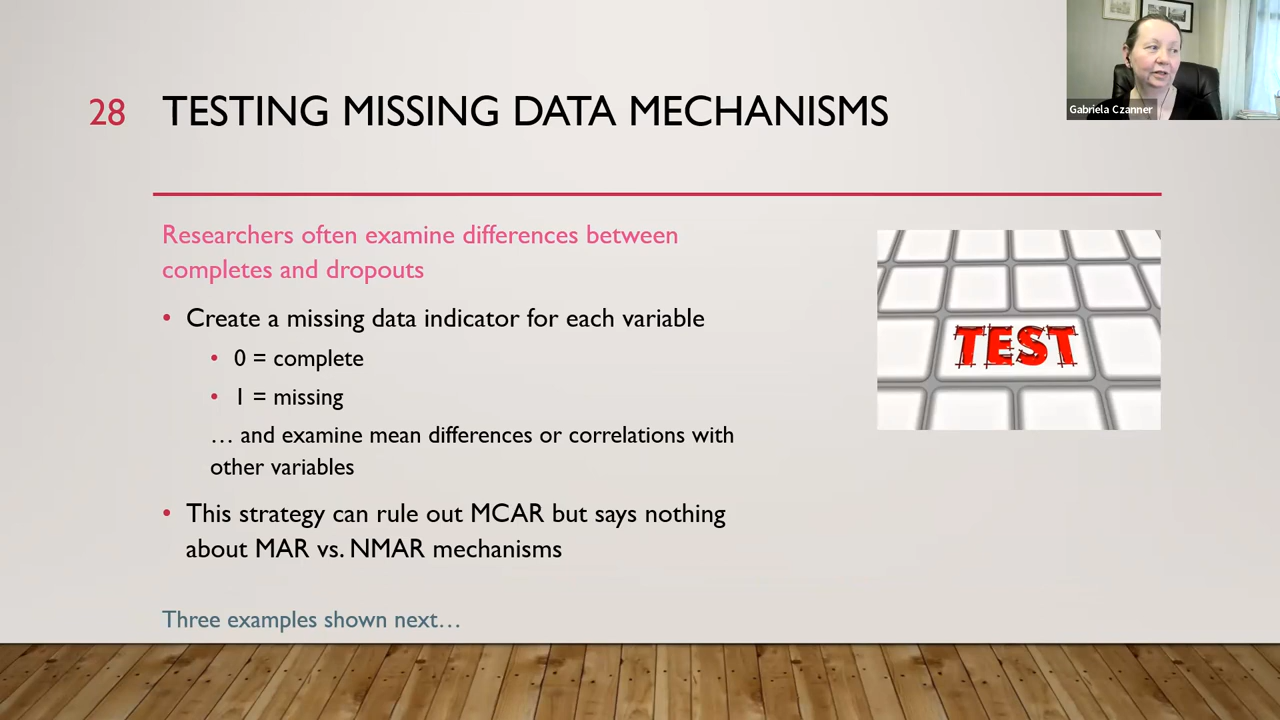 28 TESTING MISSING DATA MECHANISMS
Gabriela Czanner
Researchers often examine differences between
completes and dropouts
• Create a missing data indicator for each variable
• 0 = complete
• 1 = missing
… and examine mean differences or correlations with
other variables
• This strategy can rule out MCAR but says nothing
about MAR vs. NMAR mechanisms
Three examples shown next…
TEST